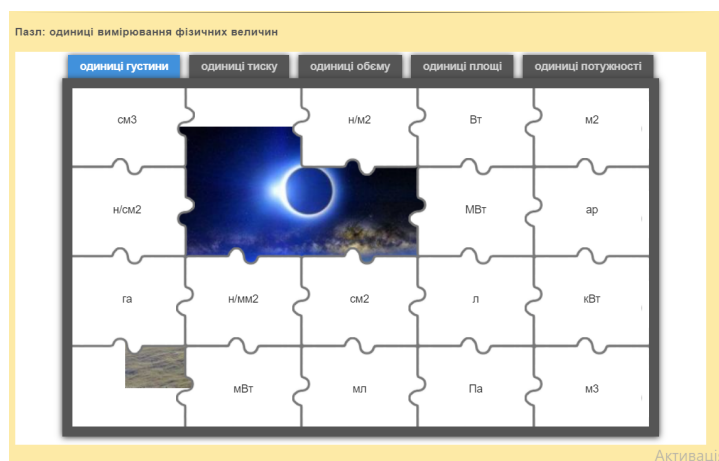 Пазл: одиниці вимірювання фізичних величин
одиниці густини одиниці тиску одиниці обєму одиниці площі одиниці потужності
см3 н/м2 Вт м2
н/см2 МВт ар
га н/мм2 см2 л кВт
мВт мл Па м3
Активаці